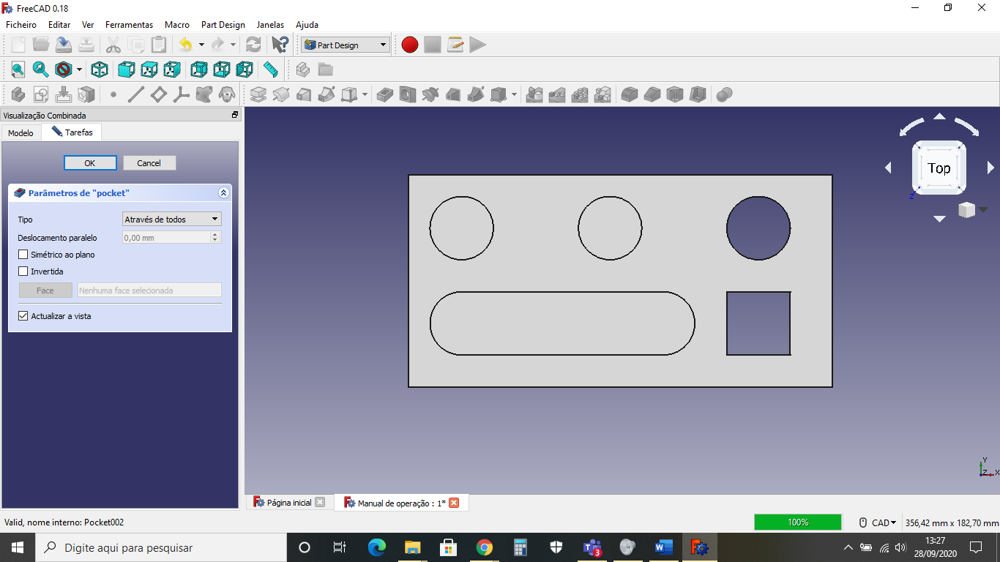 FreeCAD 0.18
Ficheiro Editar Ver Ferramentas Macro Part Design Janelas Ajuda
Part Design
Visualização Combinada
Modelo Tarefas
OK Cancel
Parâmetros de "pocket"
Tipo Através de todos
Deslocamento paralelo 0,00 mm
Simétrico ao plano
Invertida
Face Nenhuma face selecionada
Actualizar a vista
Top
Z
Y
Z X
Página inicial Manual de operação : 1*
Valid, nome interno: Pocket002 100% CAD 356,42 mm x 182,70 mm
Digite aqui para pesquisar 3 13:27
28/09/2020